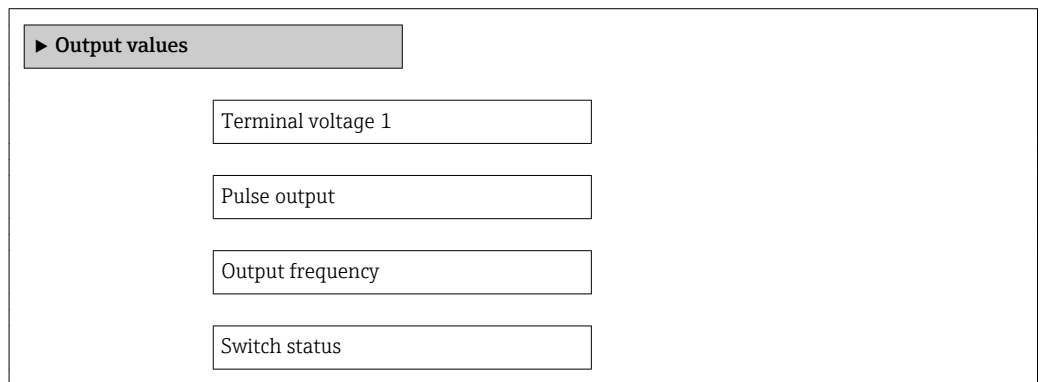 ▶ Output values
Terminal voltage 1
Pulse output
Output frequency
Switch status